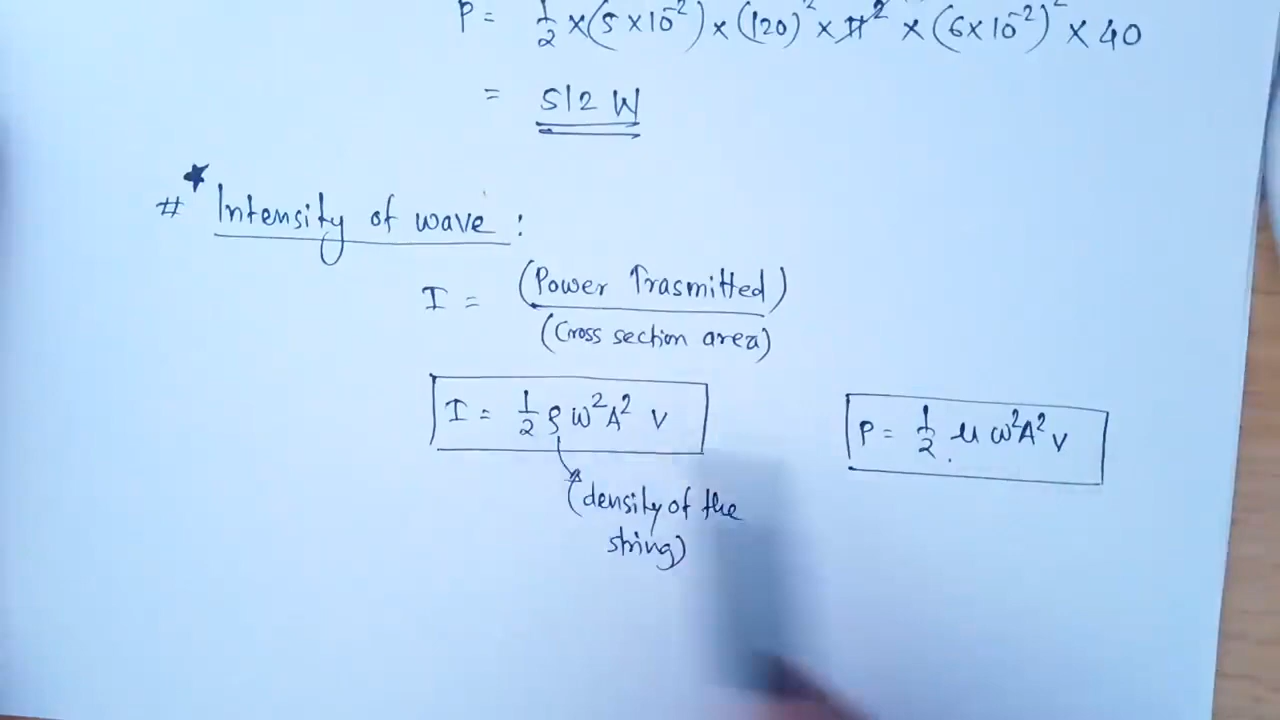 P = 1/2 × (5 × 10⁻²) × (120)² × π² × (6×10⁻²)² × 40
= 512 W
# ★ Intensity of wave :
I = (Power Trasmitted) / (Cross section area)
I = 1/2 ρ ω² A² V
P = 1/2 μ ω² A² V
(density of the
string)